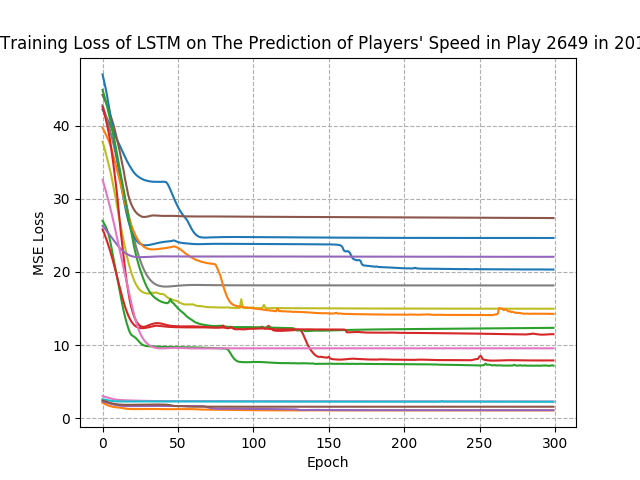 Training Loss of LSTM on The Prediction of Players' Speed in Play 2649 in 201
40
30
20
10
0
MSE Loss
0 50 100 150 200 250 300
Epoch